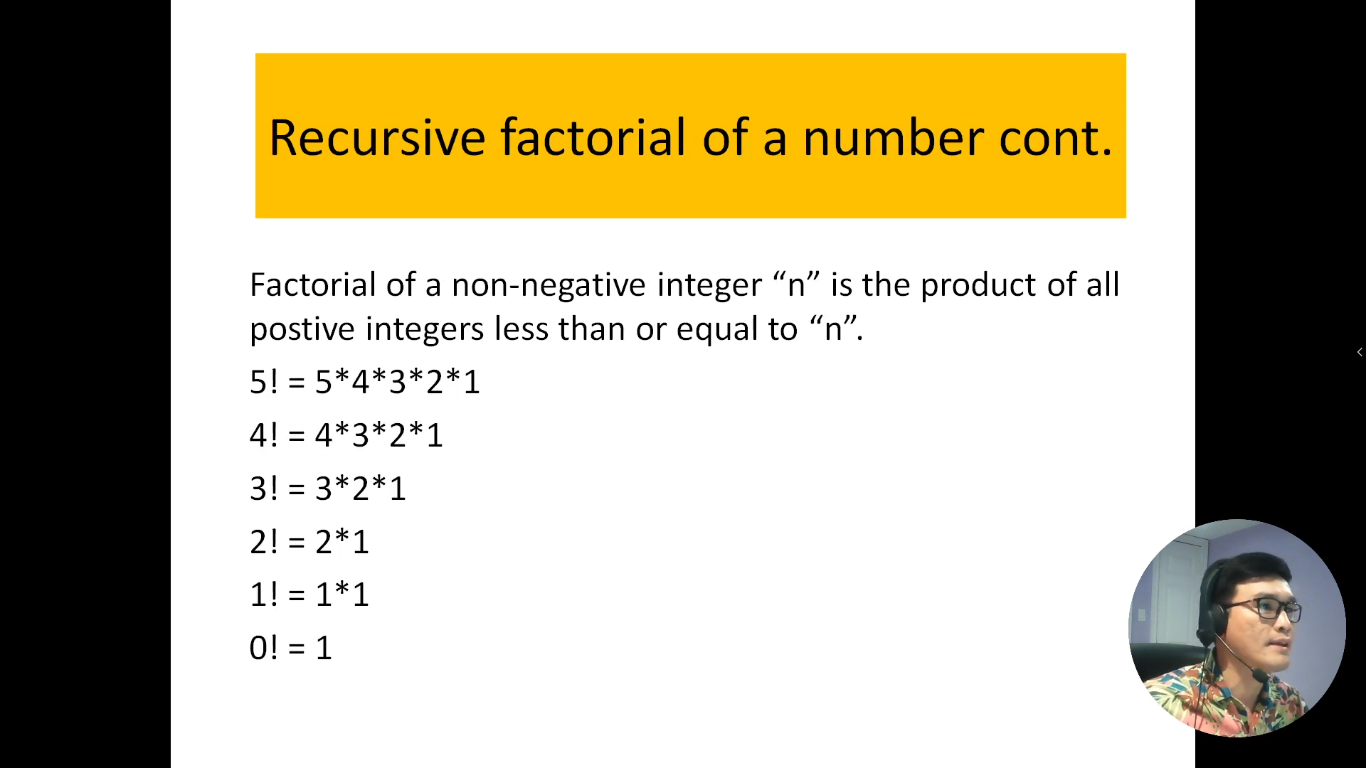 Recursive factorial of a number cont.
Factorial of a non-negative integer “n” is the product of all
postive integers less than or equal to “n”.
5! = 5*4*3*2*1
4! = 4*3*2*1
3! = 3*2*1
2! = 2*1
1! = 1*1
0! = 1